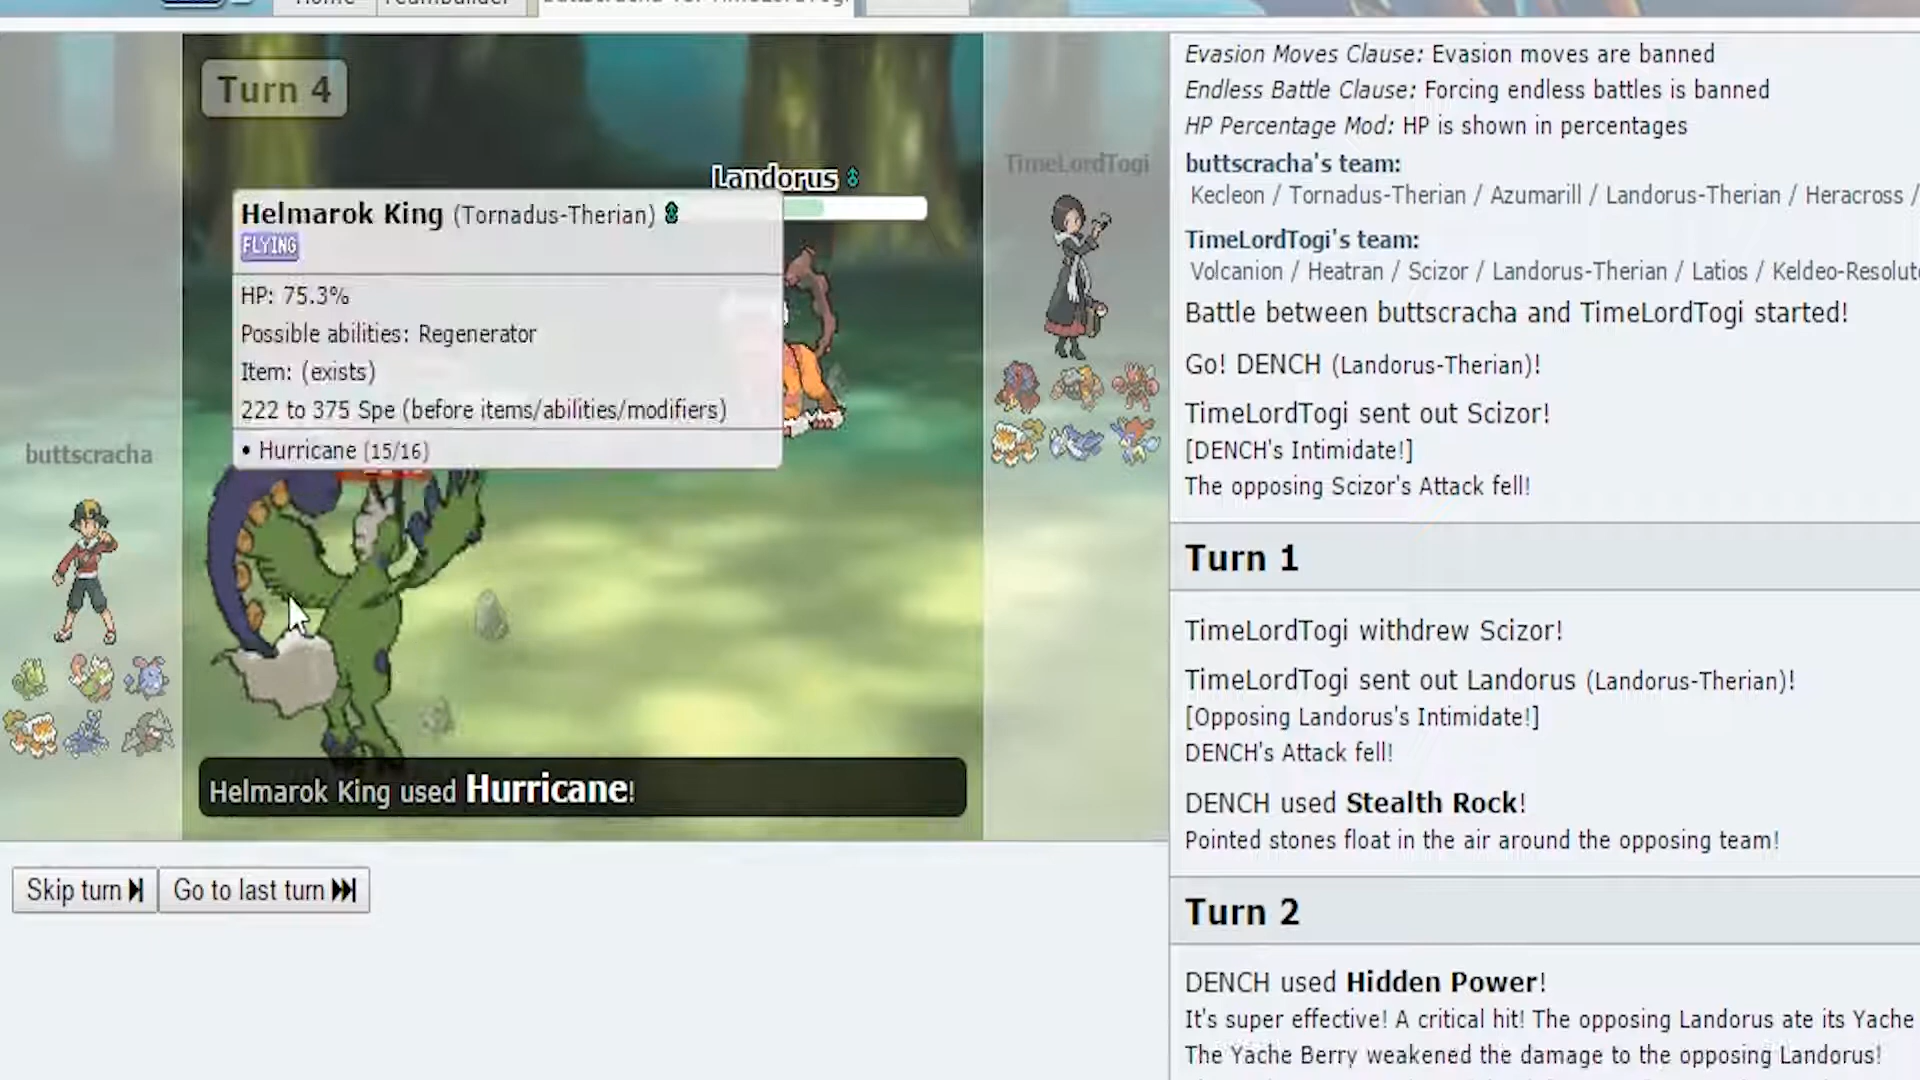 Home
Teambuilder
Turn 4
Landorus
Helmarok King (Tornadus-Therian)
FLYING
HP: 75.3%
Possible abilities: Regenerator
Item: (exists)
222 to 375 Spe (before items/abilities/modifiers)
• Hurricane (15/16)
buttscracha
TimeLordTogi
Helmarok King used Hurricane!
Skip turn
Go to last turn
Evasion Moves Clause: Evasion moves are banned
Endless Battle Clause: Forcing endless battles is banned
HP Percentage Mod: HP is shown in percentages
buttscracha's team:
Kecleon / Tornadus-Therian / Azumarill / Landorus-Therian / Heracross /
TimeLordTogi's team:
Volcanion / Heatran / Scizor / Landorus-Therian / Latios / Keldeo-Resolute
Battle between buttscracha and TimeLordTogi started!
Go! DENCH (Landorus-Therian)!
TimeLordTogi sent out Scizor!
[DENCH's Intimidate!]
The opposing Scizor's Attack fell!
Turn 1
TimeLordTogi withdrew Scizor!
TimeLordTogi sent out Landorus (Landorus-Therian)!
[Opposing Landorus's Intimidate!]
DENCH's Attack fell!
DENCH used Stealth Rock!
Pointed stones float in the air around the opposing team!
Turn 2
DENCH used Hidden Power!
It's super effective! A critical hit! The opposing Landorus ate its Yache
The Yache Berry weakened the damage to the opposing Landorus!